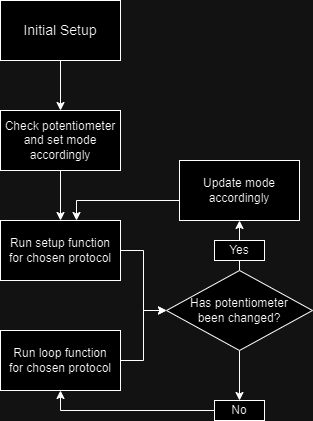 Initial Setup
Check potentiometer
and set mode
accordingly
Update mode
accordingly
Run setup function
for chosen protocol
Yes
Has potentiometer
been changed?
Run loop function
for chosen protocol
No